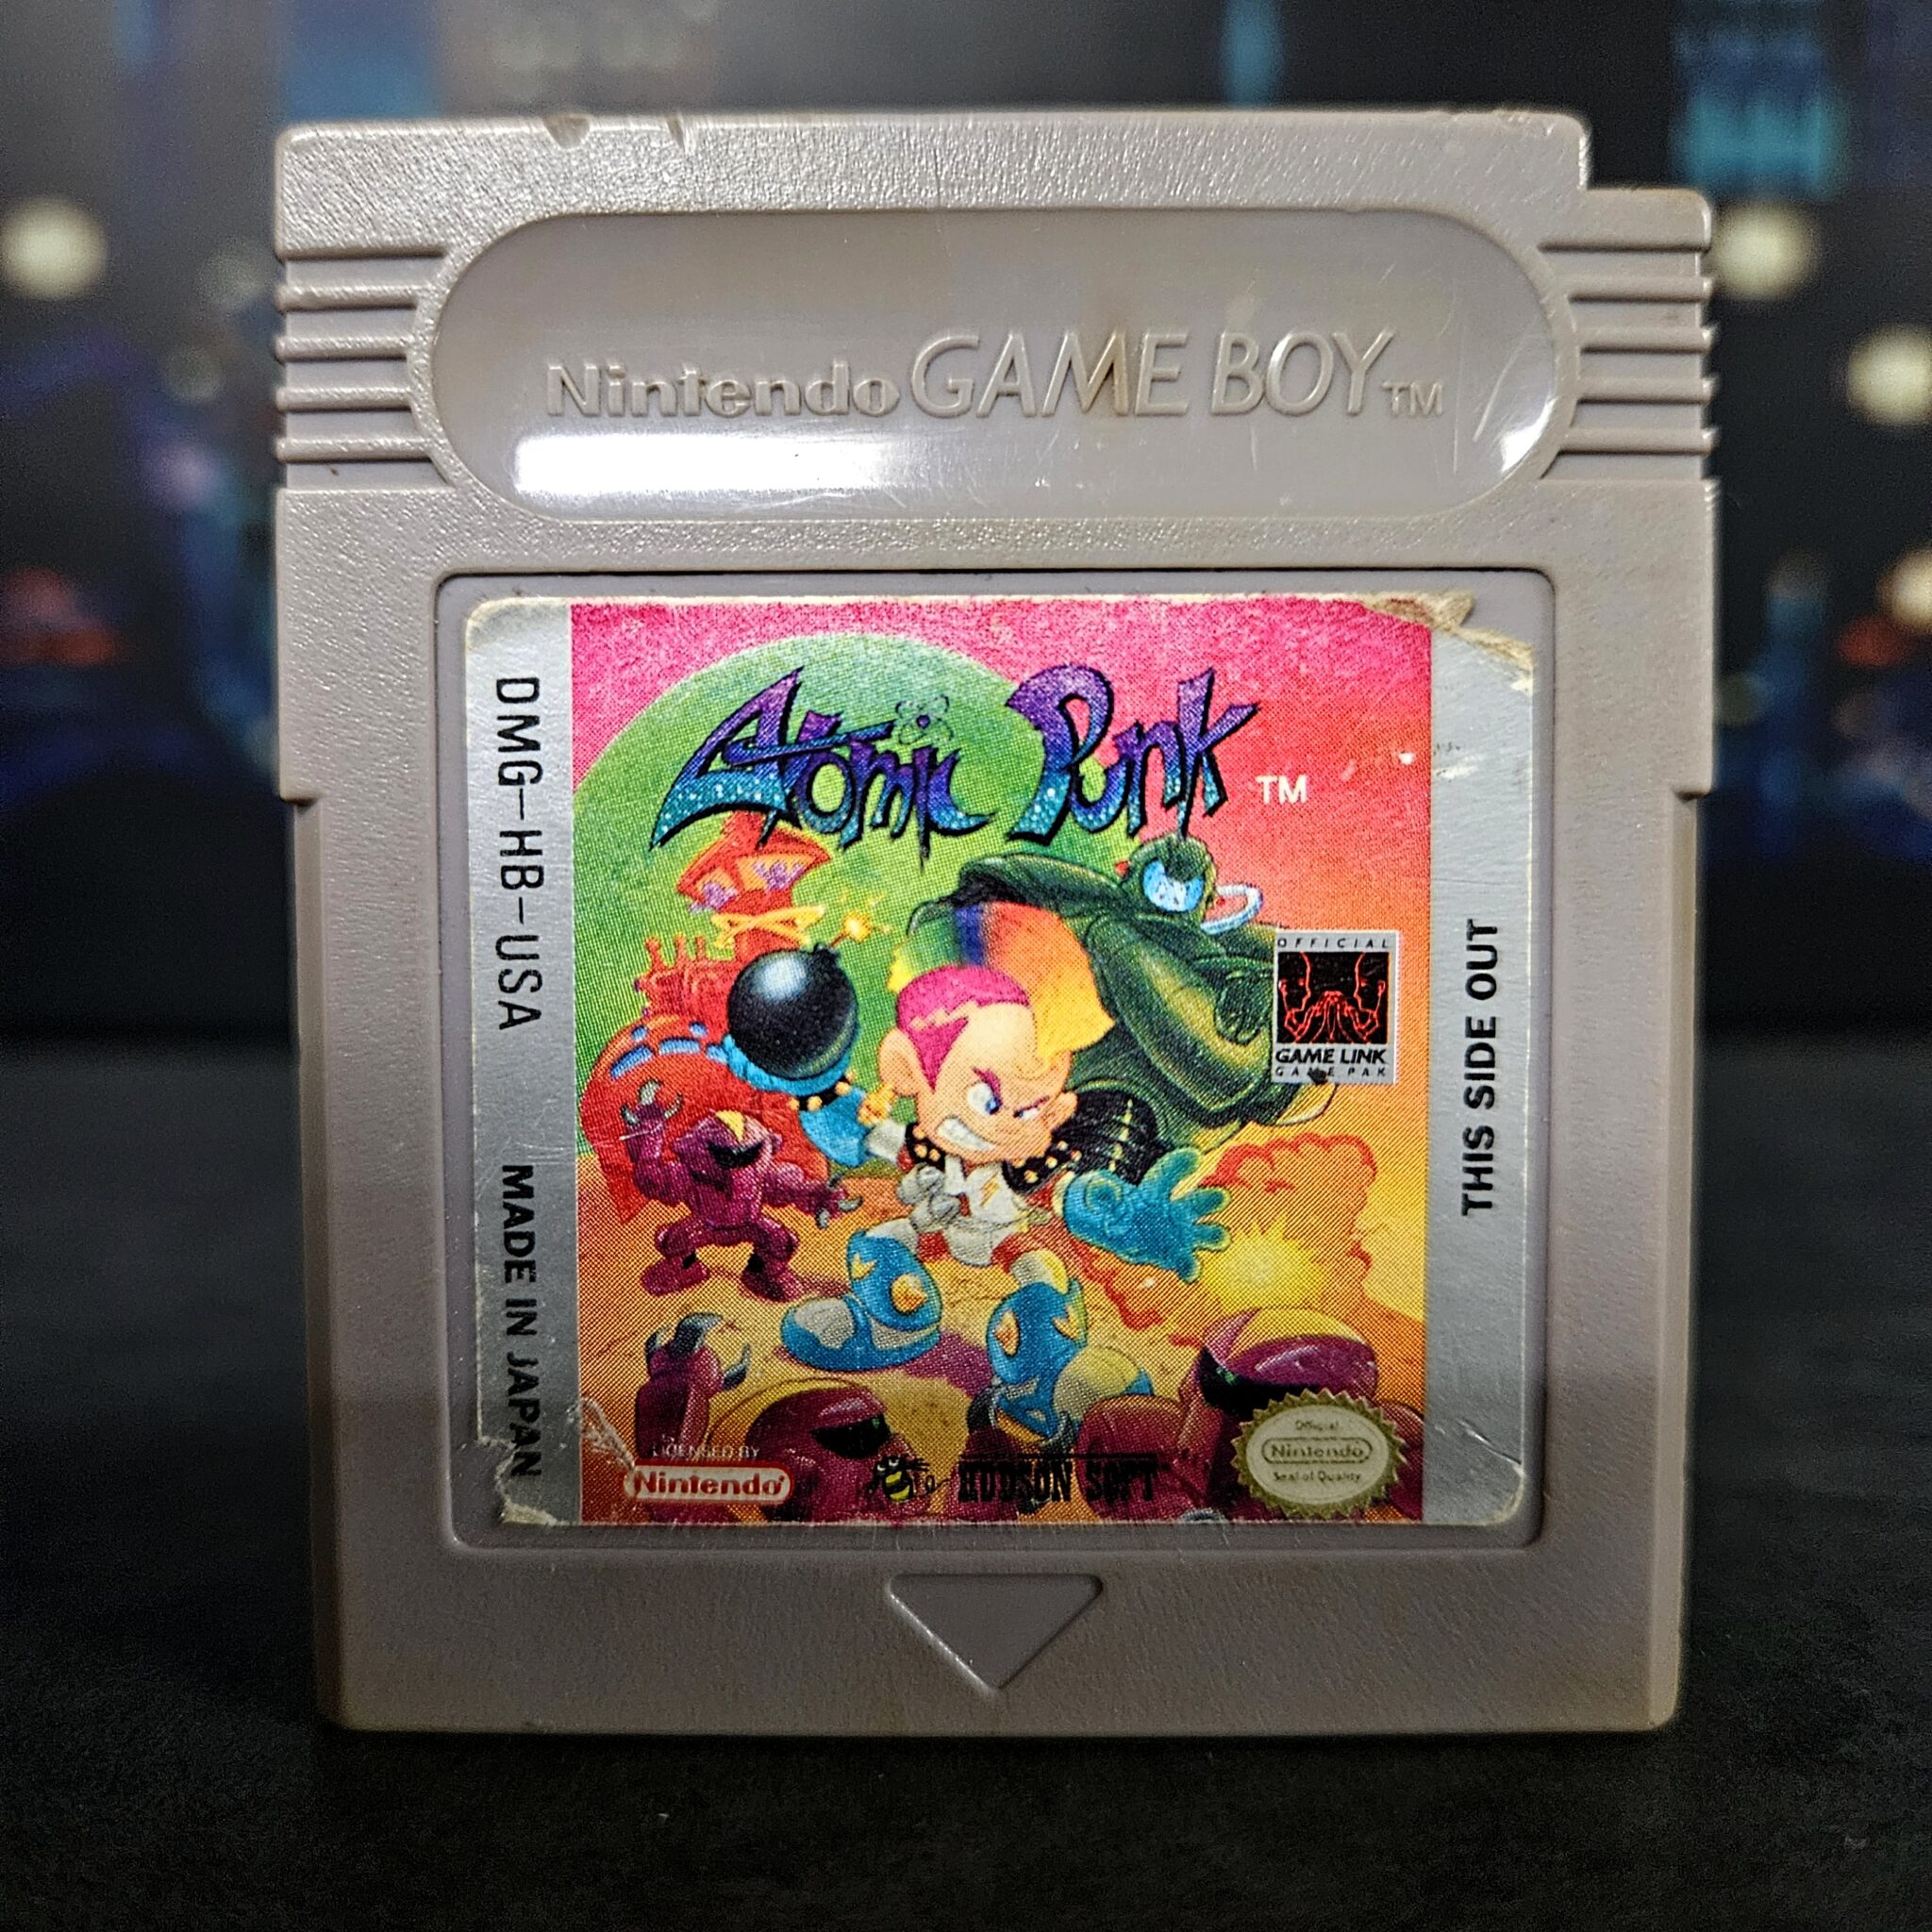 Nintendo GAME BOY TM
DMG-HB-USA
MADE IN JAPAN
Atomic Punk TM
OFFICIAL
GAME LINK
GAME PAK
THIS SIDE OUT
LICENSED BY
Nintendo
HUDSON SOFT
Official
Nintendo
Seal of Quality